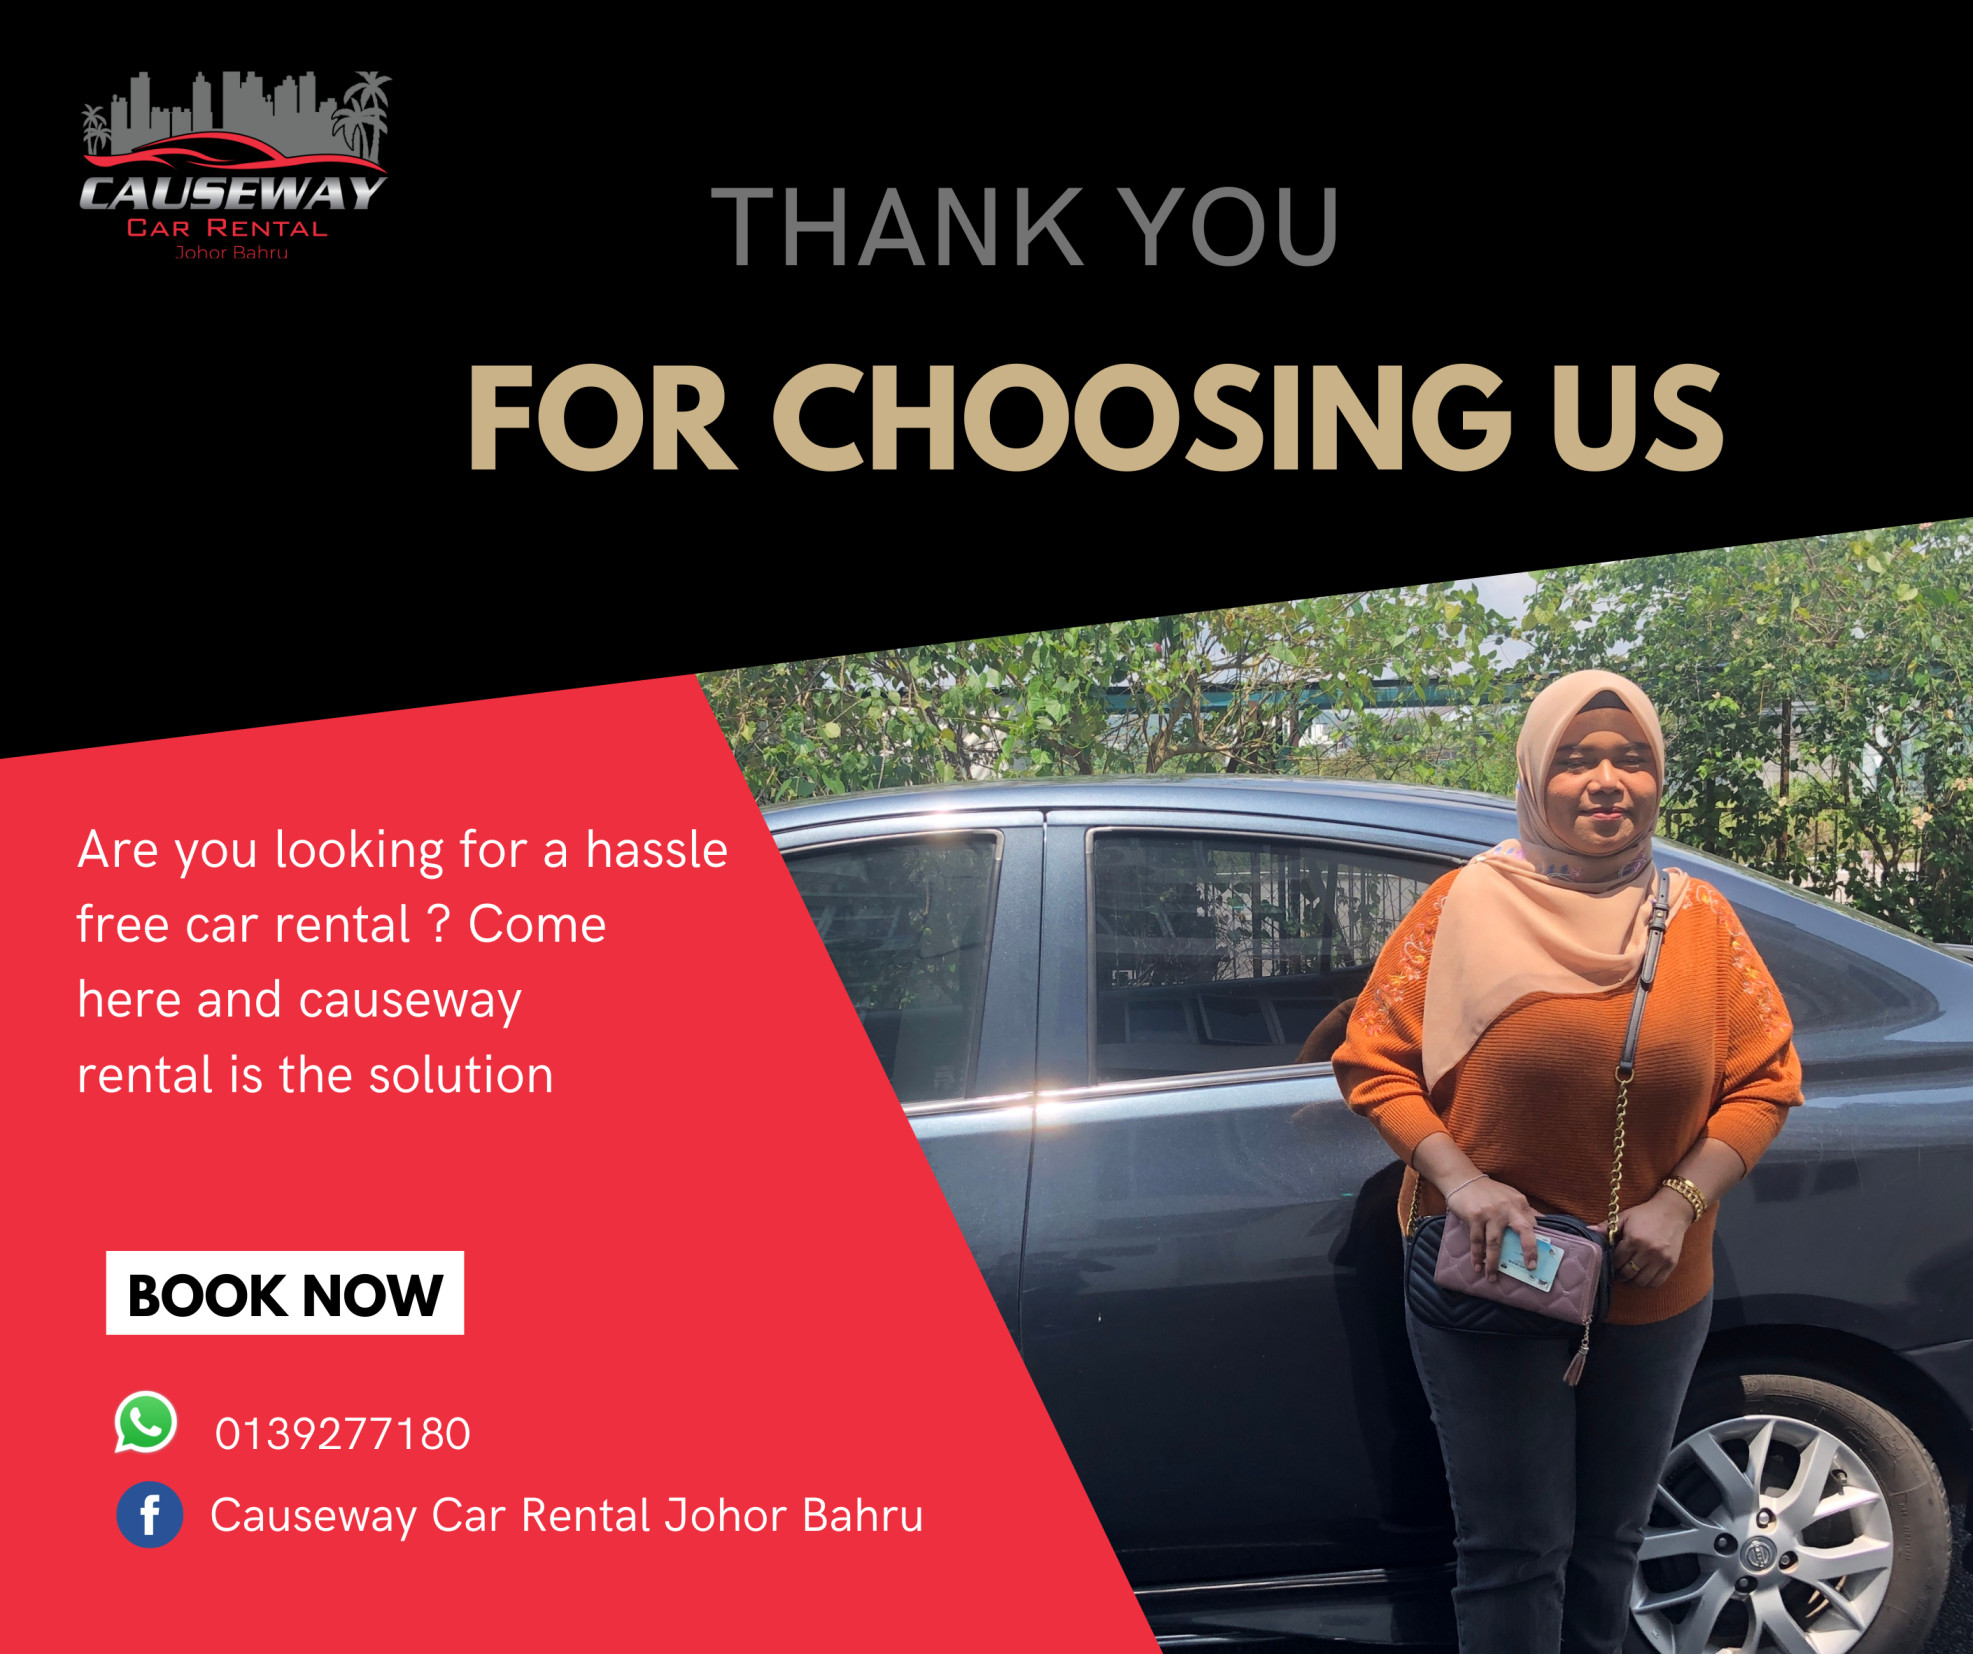 CAUSEWAY
CAR RENTAL
Johor Bahru
THANK YOU
FOR CHOOSING US
Are you looking for a hassle
free car rental ? Come
here and causeway
rental is the solution
BOOK NOW
0139277180
Causeway Car Rental Johor Bahru